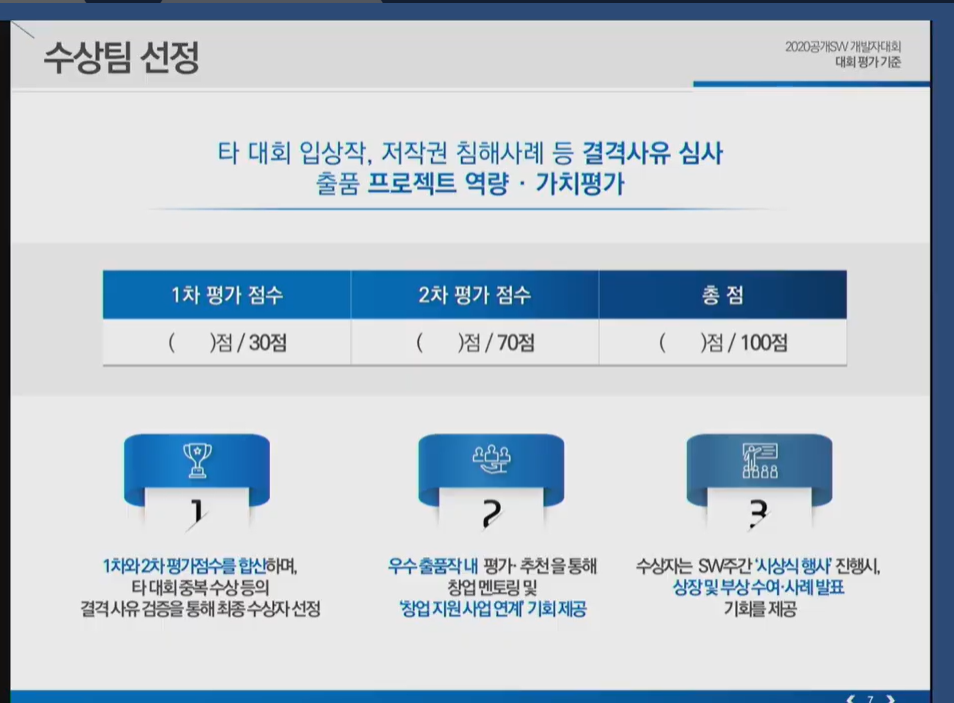 수상팀 선정
2020공개SW 개발자대회
대회 평가 기준
타 대회 입상작, 저작권 침해사례 등 결격사유 심사
출품 프로젝트 역량 · 가치평가
1차 평가 점수 2차 평가 점수 총 점
( )점 / 30점 ( )점 / 70점 ( )점 / 100점
1
1차와 2차 평가점수를 합산하며,
타 대회 중복 수상 등의
결격 사유 검증을 통해 최종 수상자 선정
2
우수 출품작 내 평가· 추천을 통해
창업 멘토링 및
'창업 지원 사업 연계' 기회 제공
3
수상자는 SW주간 '시상식 행사' 진행시,
상장 및 부상 수여·사례 발표
기회를 제공
7